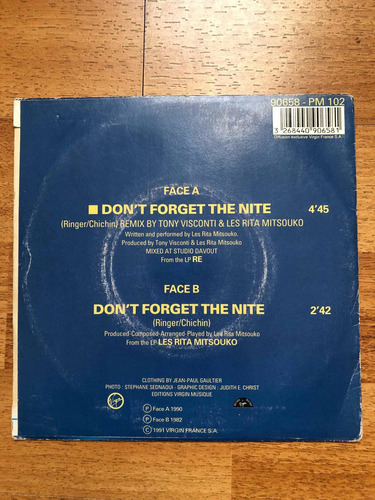 90658 - PM 102
3 268440 906581
Diffusion exclusive Virgin France S.A.
FACE A
■ DON'T FORGET THE NITE 4'45
(Ringer/Chichin) REMIX BY TONY VISCONTI & LES RITA MITSOUKO
Written and performed by Les Rita Mitsouko.
Produced by Tony Visconti & Les Rita Mitsouko.
MIXED AT STUDIO DAVOUT
From the LP RE
FACE B
DON'T FORGET THE NITE 2'42
(Ringer/Chichin)
Produced-Composed-Arranged-Played by Les Rita Mitsouko
From the LP LES RITA MITSOUKO
CLOTHING BY JEAN-PAUL GAULTIER
PHOTO : STEPHANE SEDNAOUI - GRAPHIC DESIGN : JUDITH E. CHRIST
EDITIONS VIRGIN MUSIQUE
Virgin
Ⓟ Face A 1990
Ⓟ Face B 1982
© 1991 VIRGIN FRANCE S.A.